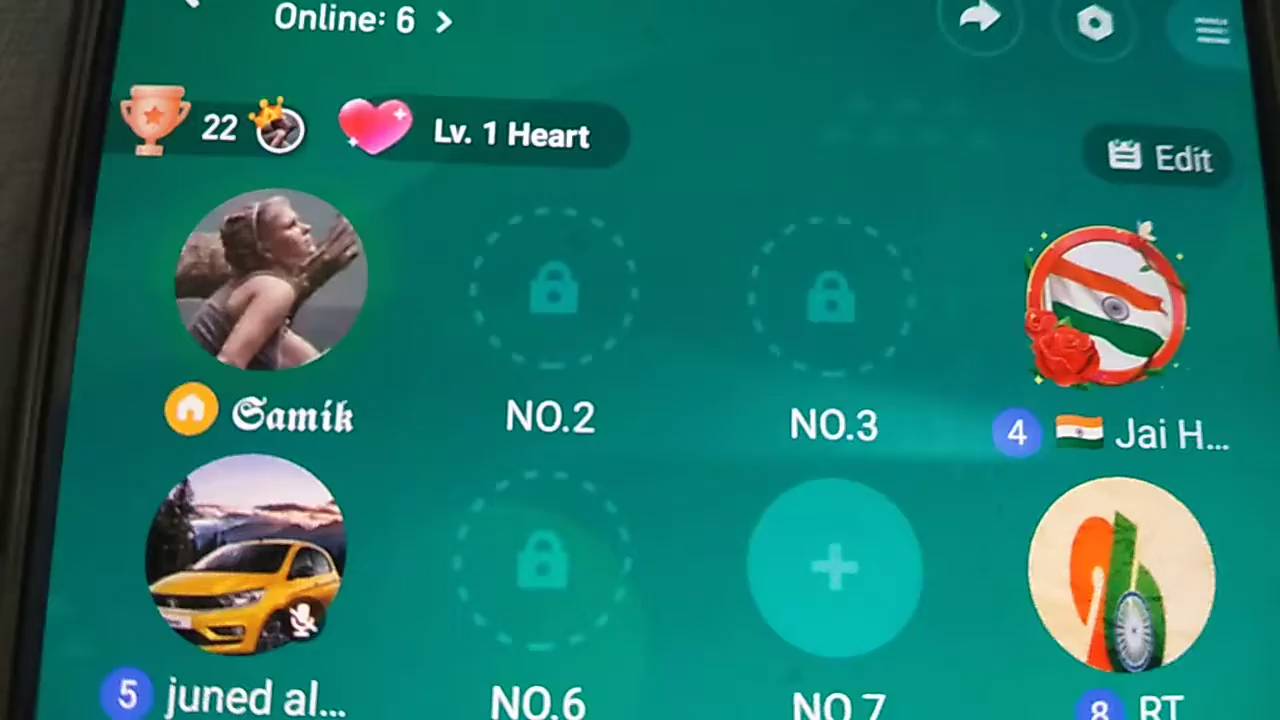 Online: 6 >
22
Lv. 1 Heart
Edit
𝕾𝖆𝖒𝖎𝖐
NO.2
NO.3
4 🇮🇳 Jai H...
5 juned al...
NO.6
NO.7
8 RT